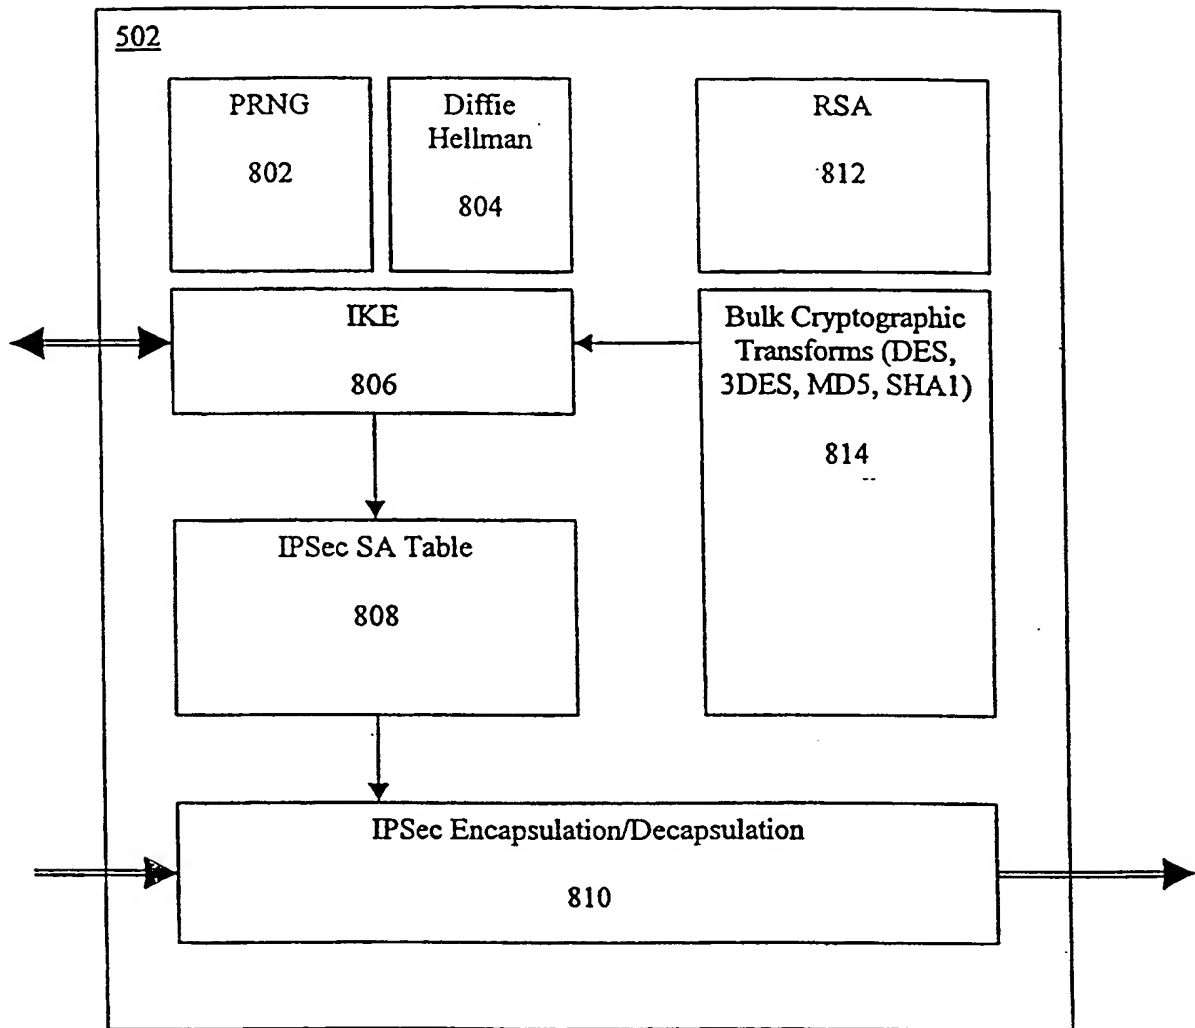 502
PRNG
802
Diffie
Hellman
804
RSA
812
IKE
806
Bulk Cryptographic
Transforms (DES,
3DES, MD5, SHA1)
814
IPSec SA Table
808
IPSec Encapsulation/Decapsulation
810